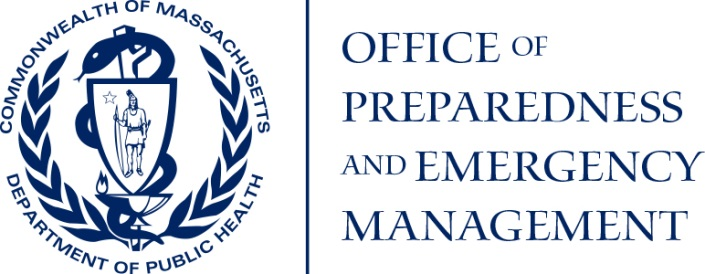 COMMONWEALTH OF MASSACHUSETTS
DEPARTMENT OF PUBLIC HEALTH
OFFICE OF
PREPAREDNESS
AND EMERGENCY
MANAGEMENT